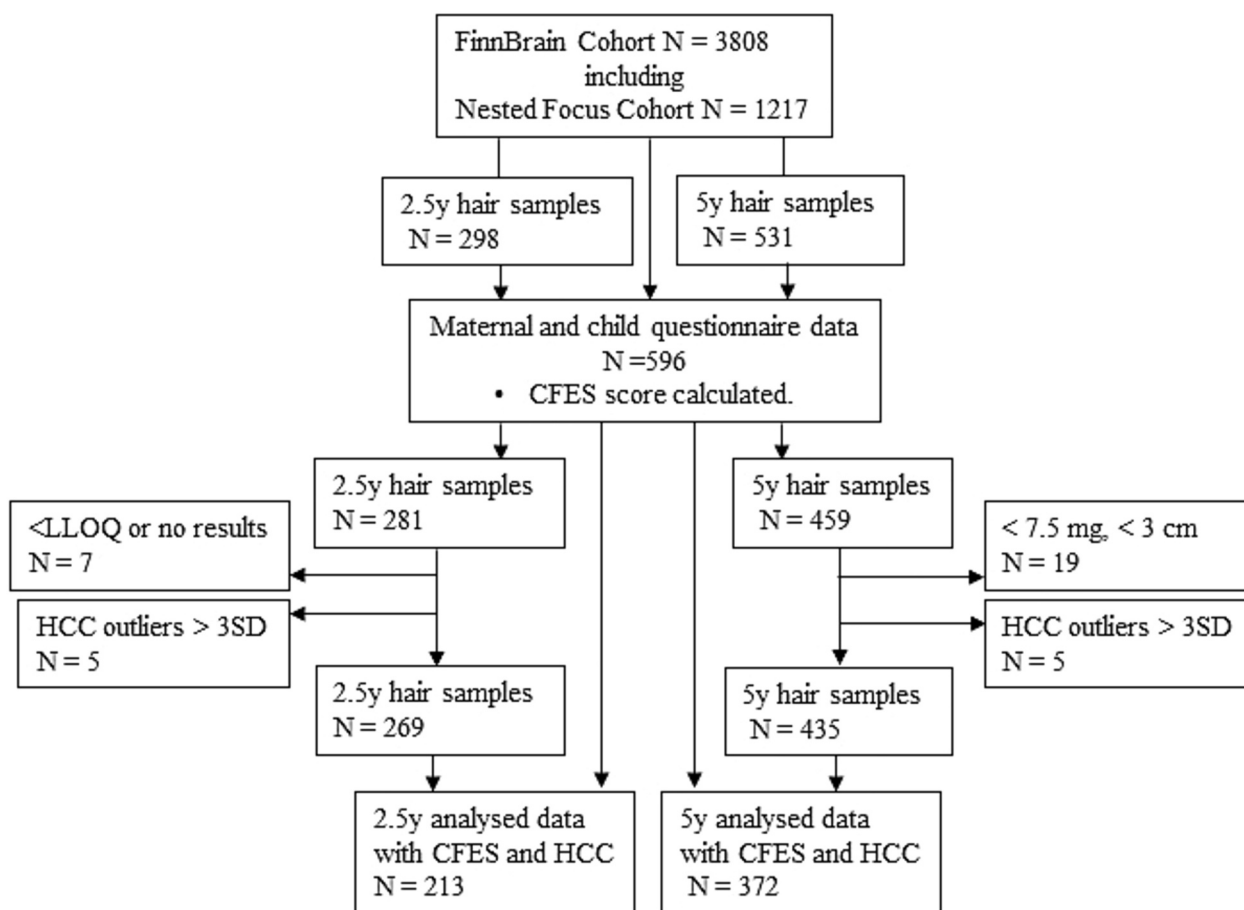 FinnBrain Cohort N = 3808
including
Nested Focus Cohort N = 1217
2.5y hair samples
N = 298
5y hair samples
N = 531
Maternal and child questionnaire data
N =596
• CFES score calculated.
2.5y hair samples
N = 281
5y hair samples
N = 459
<LLOQ or no results
N = 7
< 7.5 mg, < 3 cm
N = 19
HCC outliers > 3SD
N = 5
HCC outliers > 3SD
N = 5
2.5y hair samples
N = 269
5y hair samples
N = 435
2.5y analysed data
with CFES and HCC
N = 213
5y analysed data
with CFES and HCC
N = 372